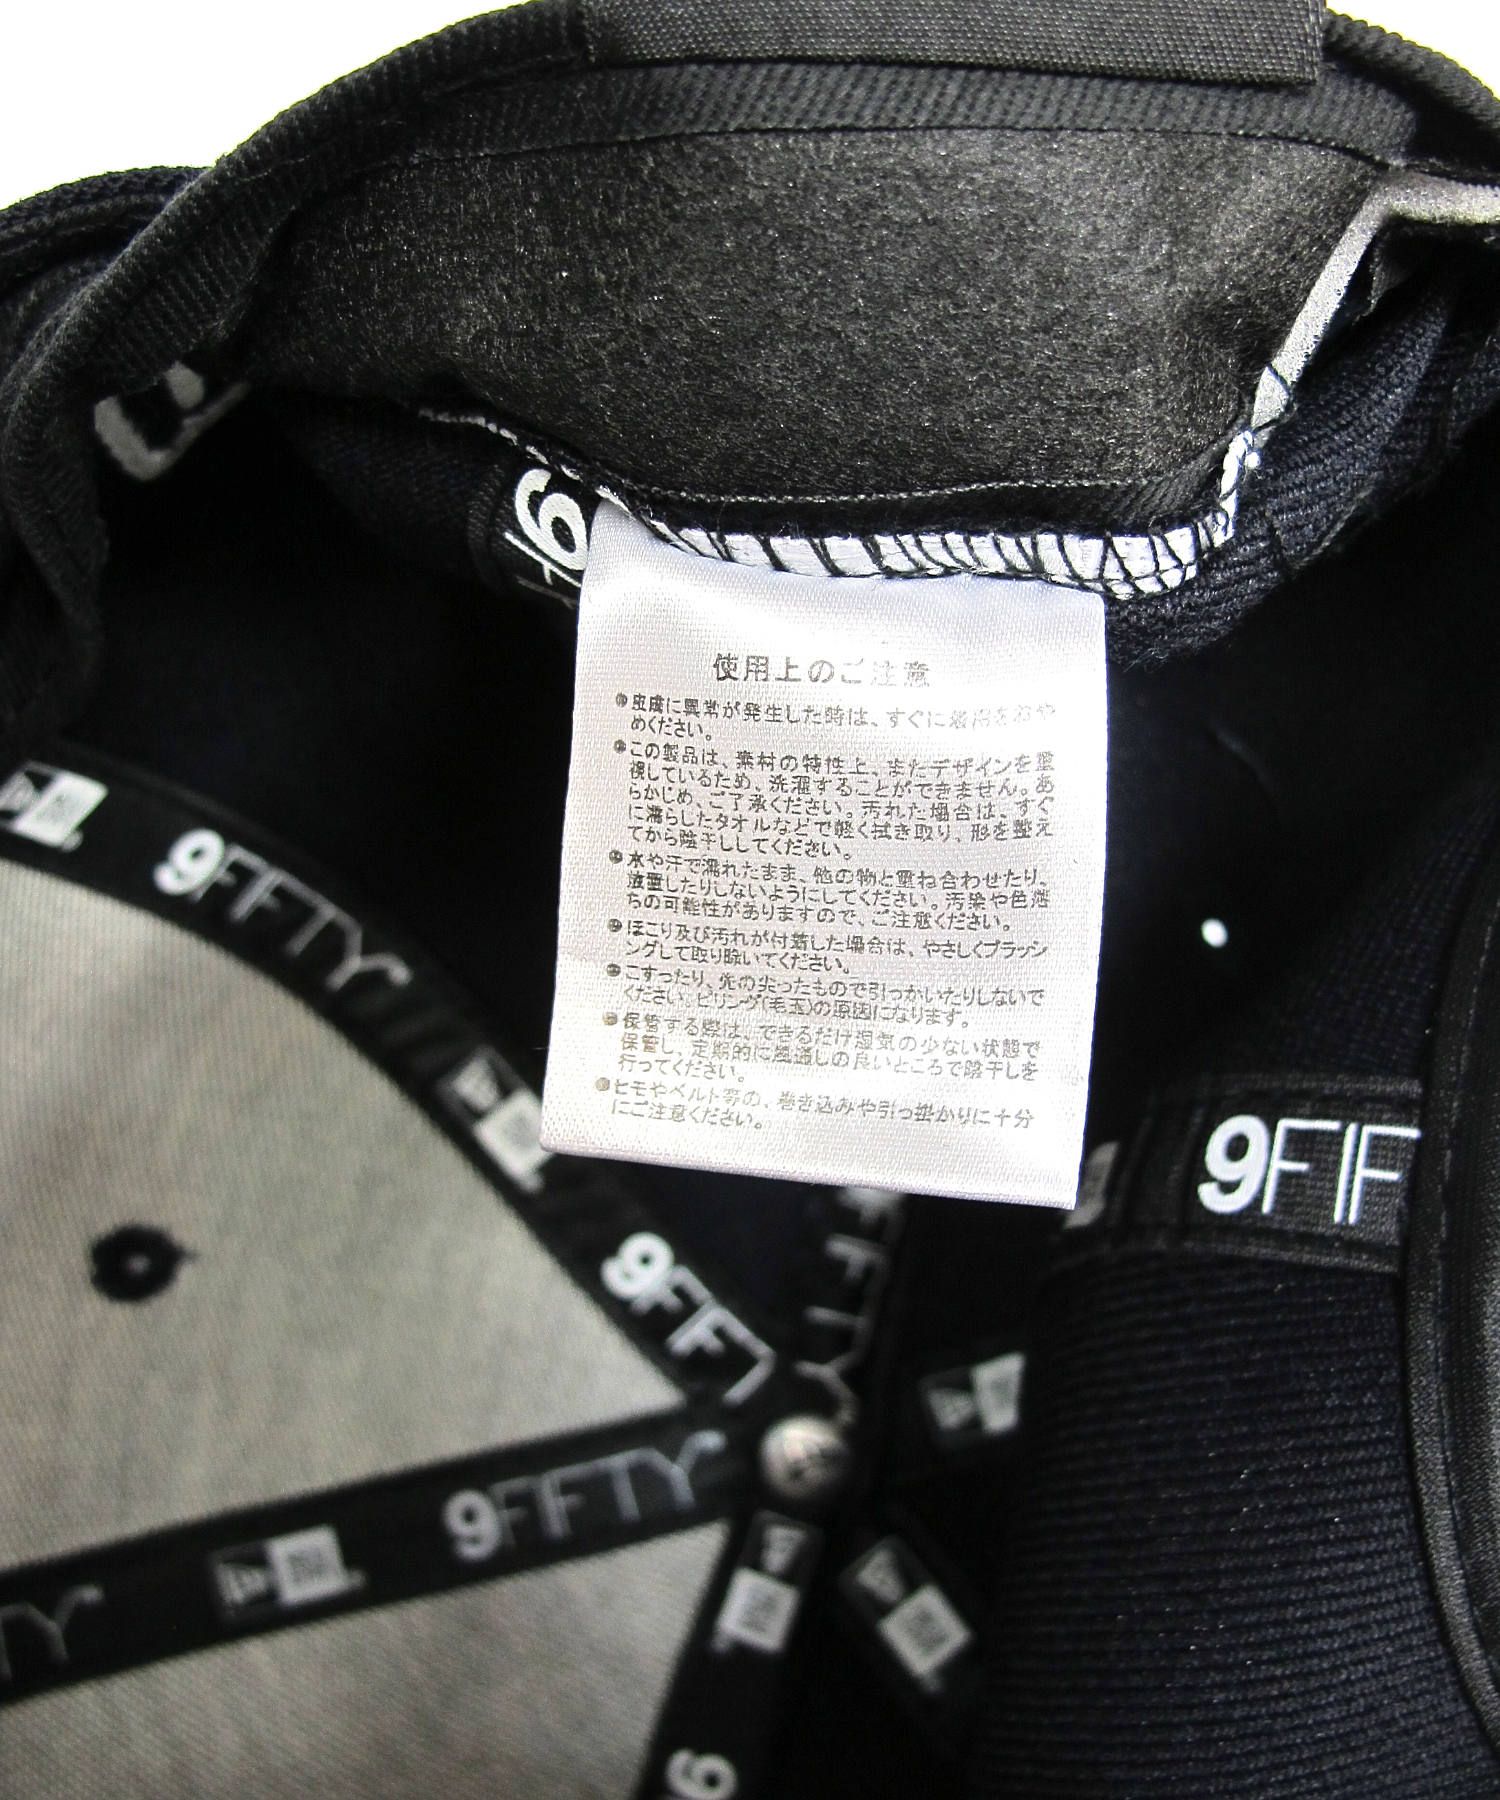 使用上のご注意
●皮膚に異常が発生した時は、すぐに着用をおや
めください。
●この製品は、素材の特性上、またデザインを重
視しているため、洗濯することができません。あ
らかじめ、ご了承ください。汚れた場合は、すぐ
に濡らしたタオルなどで軽く拭き取り、形を整え
てから陰干ししてください。
●水や汗で濡れたまま、他の物と重ね合わせたり、
放置したりしないようにしてください。汚染や色落
ちの可能性がありますので、ご注意ください。
●ほこり及び汚れが付着した場合は、やさしくブラッシ
ングして取り除いてください。
●こすったり、先の尖ったもので引っかいたりしないで
ください。ピリング(毛玉)の原因になります。
●保管する際は、できるだけ湿気の少ない状態で
保管し、定期的に風通しの良いところで陰干しを
行ってください。
●ヒモやベルト等の、巻き込みや引っ掛かりに十分
にご注意ください。
9FIFTY
9FIF
9FIF
FIFTY
9FIFTY
TY
9
9